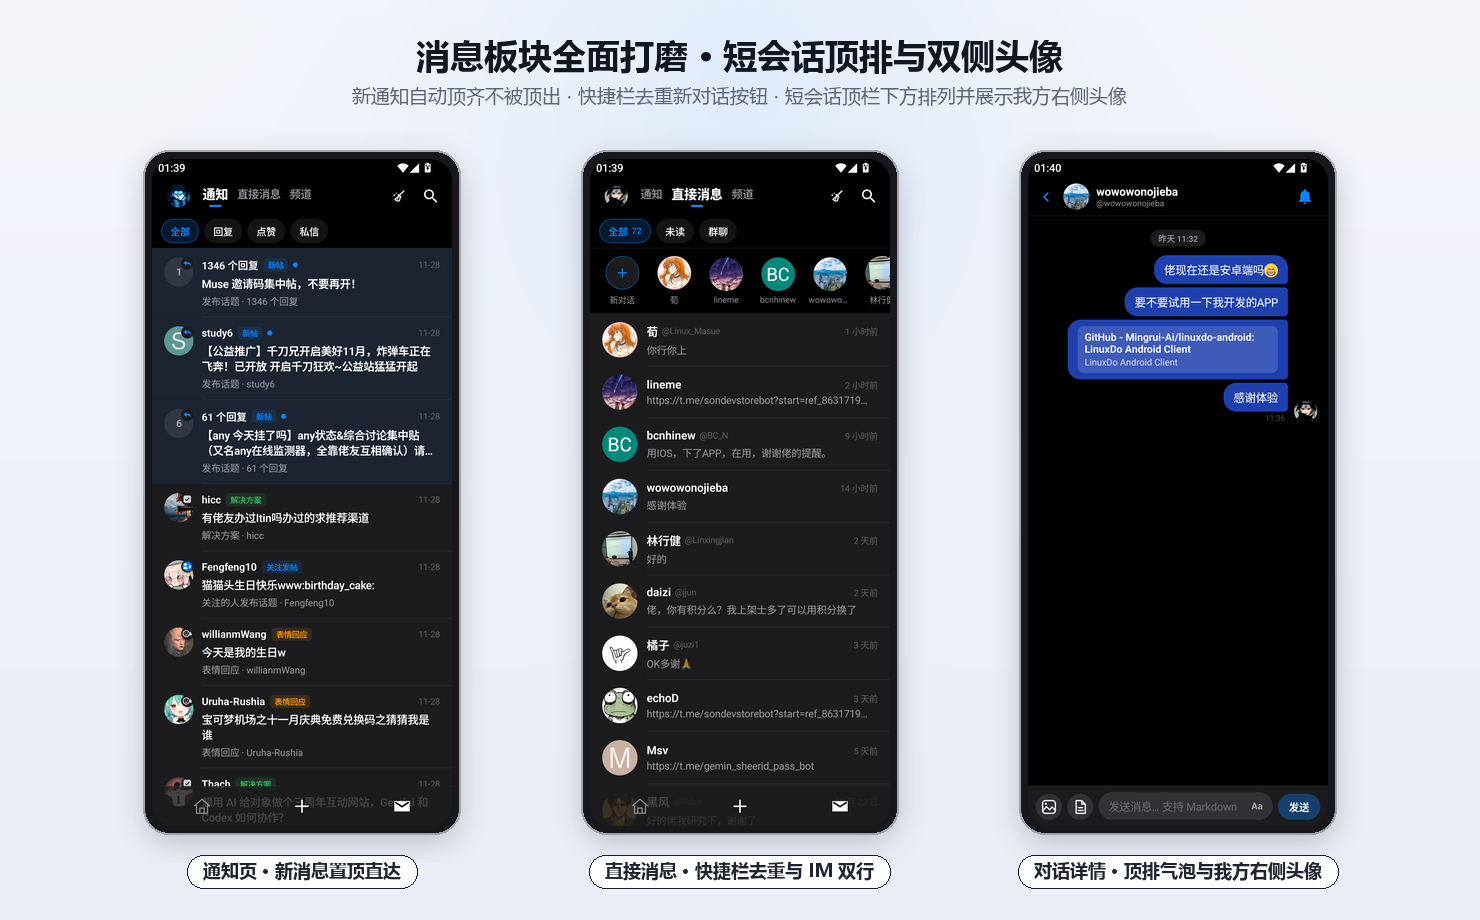 消息板块全面打磨 · 短会话顶排与双侧头像
新通知自动顶齐不被顶出 · 快捷栏去重新对话按钮 · 短会话顶栏下方排列并展示我方右侧头像
01:39
通知 直接消息 频道
全部 回复 点赞 私信
1
1346 个回复 新帖 11-28
Muse 邀请码集中帖，不要再开！
发布话题 · 1346 个回复
S
study6 新帖 11-28
【公益推广】千刀兄开启美好11月，炸弹车正在
飞奔！已开放 开启千刀狂欢~公益站猛猛开起
发布话题 · study6
6
61 个回复 新帖 11-28
【any 今天挂了吗】any状态&综合讨论集中贴
（又名any在线监测器，全靠佬友互相确认）请...
发布话题 · 61 个回复
hicc 解决方案 11-28
有佬友办过ltin吗办过的求推荐渠道
解决方案 · hicc
Fengfeng10 关注发帖 11-28
猫猫头生日快乐www:birthday_cake:
关注的人发布话题 · Fengfeng10
willianmWang 表情回应 11-28
今天是我的生日w
表情回应 · willianmWang
Uruha-Rushia 表情回应 11-28
宝可梦机场之十一月庆典免费兑换码之猜猜我是
谁
表情回应 · Uruha-Rushia
Thach 解决方案 11-28
用 AI 给对象做个三周年互动网站，Gemini 和
Codex 如何协作？
通知页 · 新消息置顶直达
01:39
通知 直接消息 频道
全部 72 未读 群聊
+ BC
新对话 荀 lineme bcnhinew wowowo... 林行健
荀 @Linux_Masue 1 小时前
你行你上
lineme 2 小时前
https://t.me/sondevstorebot?start=ref_8631719...
BC
bcnhinew @BC_N 9 小时前
用IOS，下了APP，在用，谢谢佬的提醒。
wowowonojieba 14 小时前
感谢体验
林行健 @Linxingjian 2 天前
好的
daizi @jjun 2 天前
佬，你有积分么？我上架士多了可以用积分换了
橘子 @juzi1 3 天前
OK多谢🙏
echoD 3 天前
https://t.me/sondevstorebot?start=ref_8631719...
M
Msv 5 天前
https://t.me/gemin_sheerid_pass_bot
黑风
好的佬我研究下，谢谢了
直接消息 · 快捷栏去重与 IM 双行
01:40
wowowonojieba
@wowowonojieba
昨天 11:32
佬现在还是安卓端吗😄
要不要试用一下我开发的APP
GitHub - Mingrui-Ai/linuxdo-android:
LinuxDo Android Client
LinuxDo Android Client
感谢体验
11:36
发送消息... 支持 Markdown Aa 发送
对话详情 · 顶排气泡与我方右侧头像